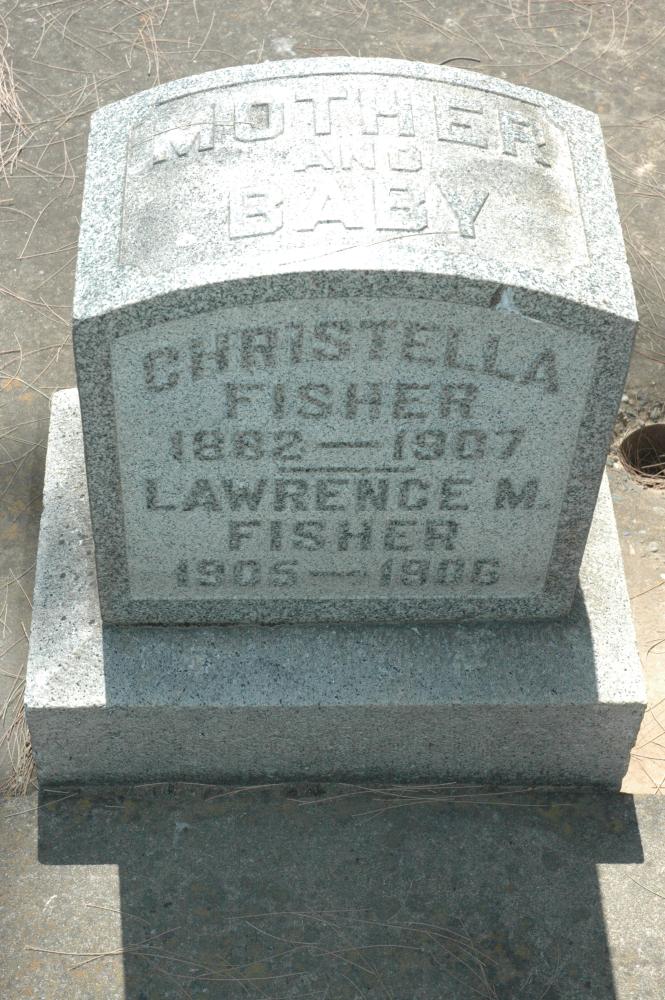 MOTHER
AND
BABY
CHRISTELLA
FISHER
1882—1907
LAWRENCE M.
FISHER
1905—1906